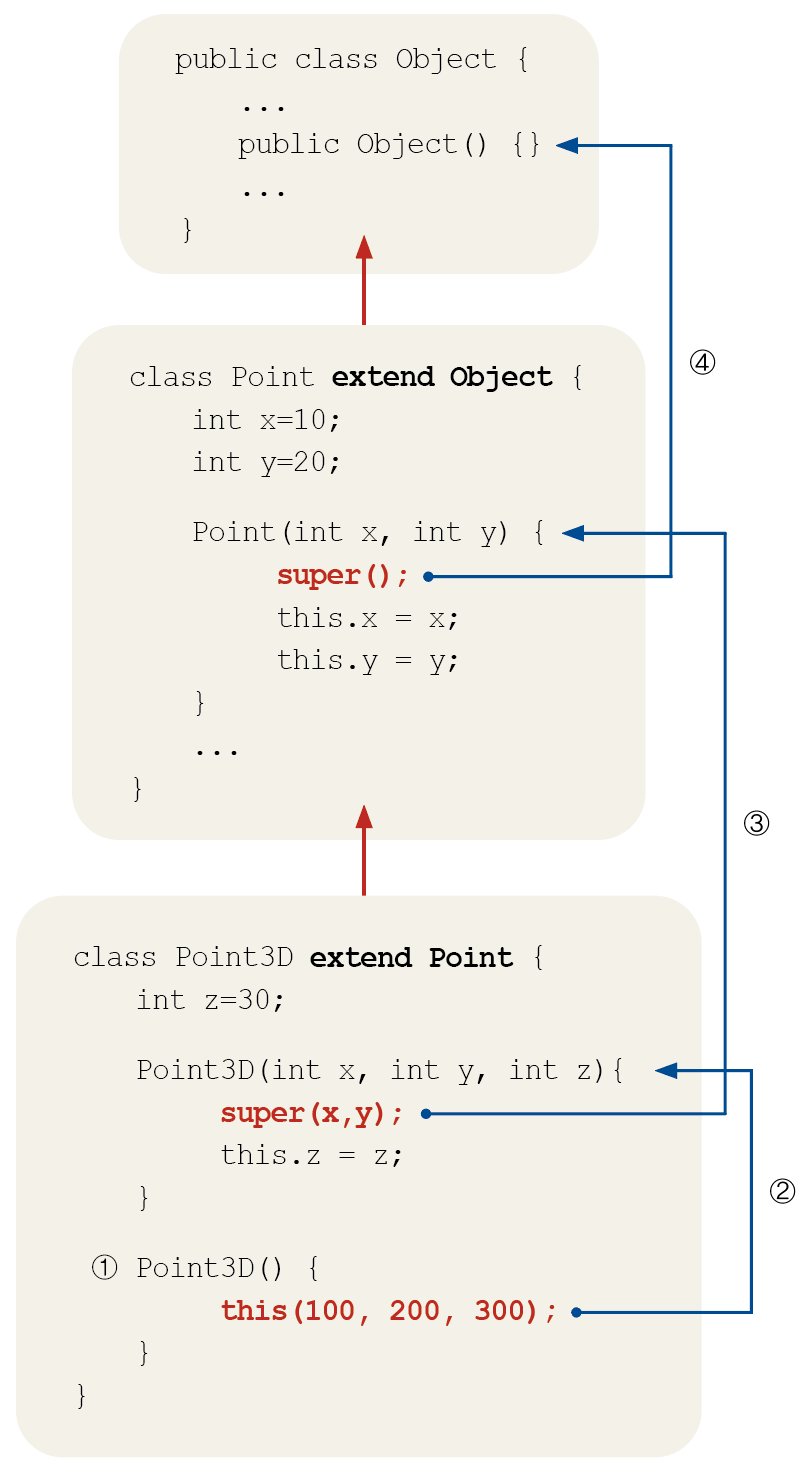 public class Object {
...
public Object() {}
...
}
④
class Point extend Object {
int x=10;
int y=20;
Point(int x, int y) {
super();
this.x = x;
this.y = y;
}
...
}
③
class Point3D extend Point {
int z=30;
Point3D(int x, int y, int z){
super(x,y);
this.z = z;
}
②
① Point3D() {
this(100, 200, 300);
}
}